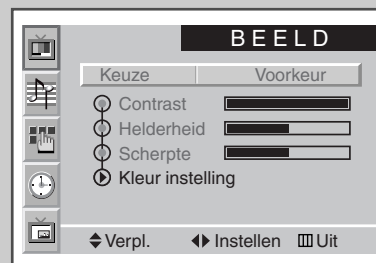 BEELD
Keuze Voorkeur
Contrast
Helderheid
Scherpte
Kleur instelling
Verpl. Instellen Uit